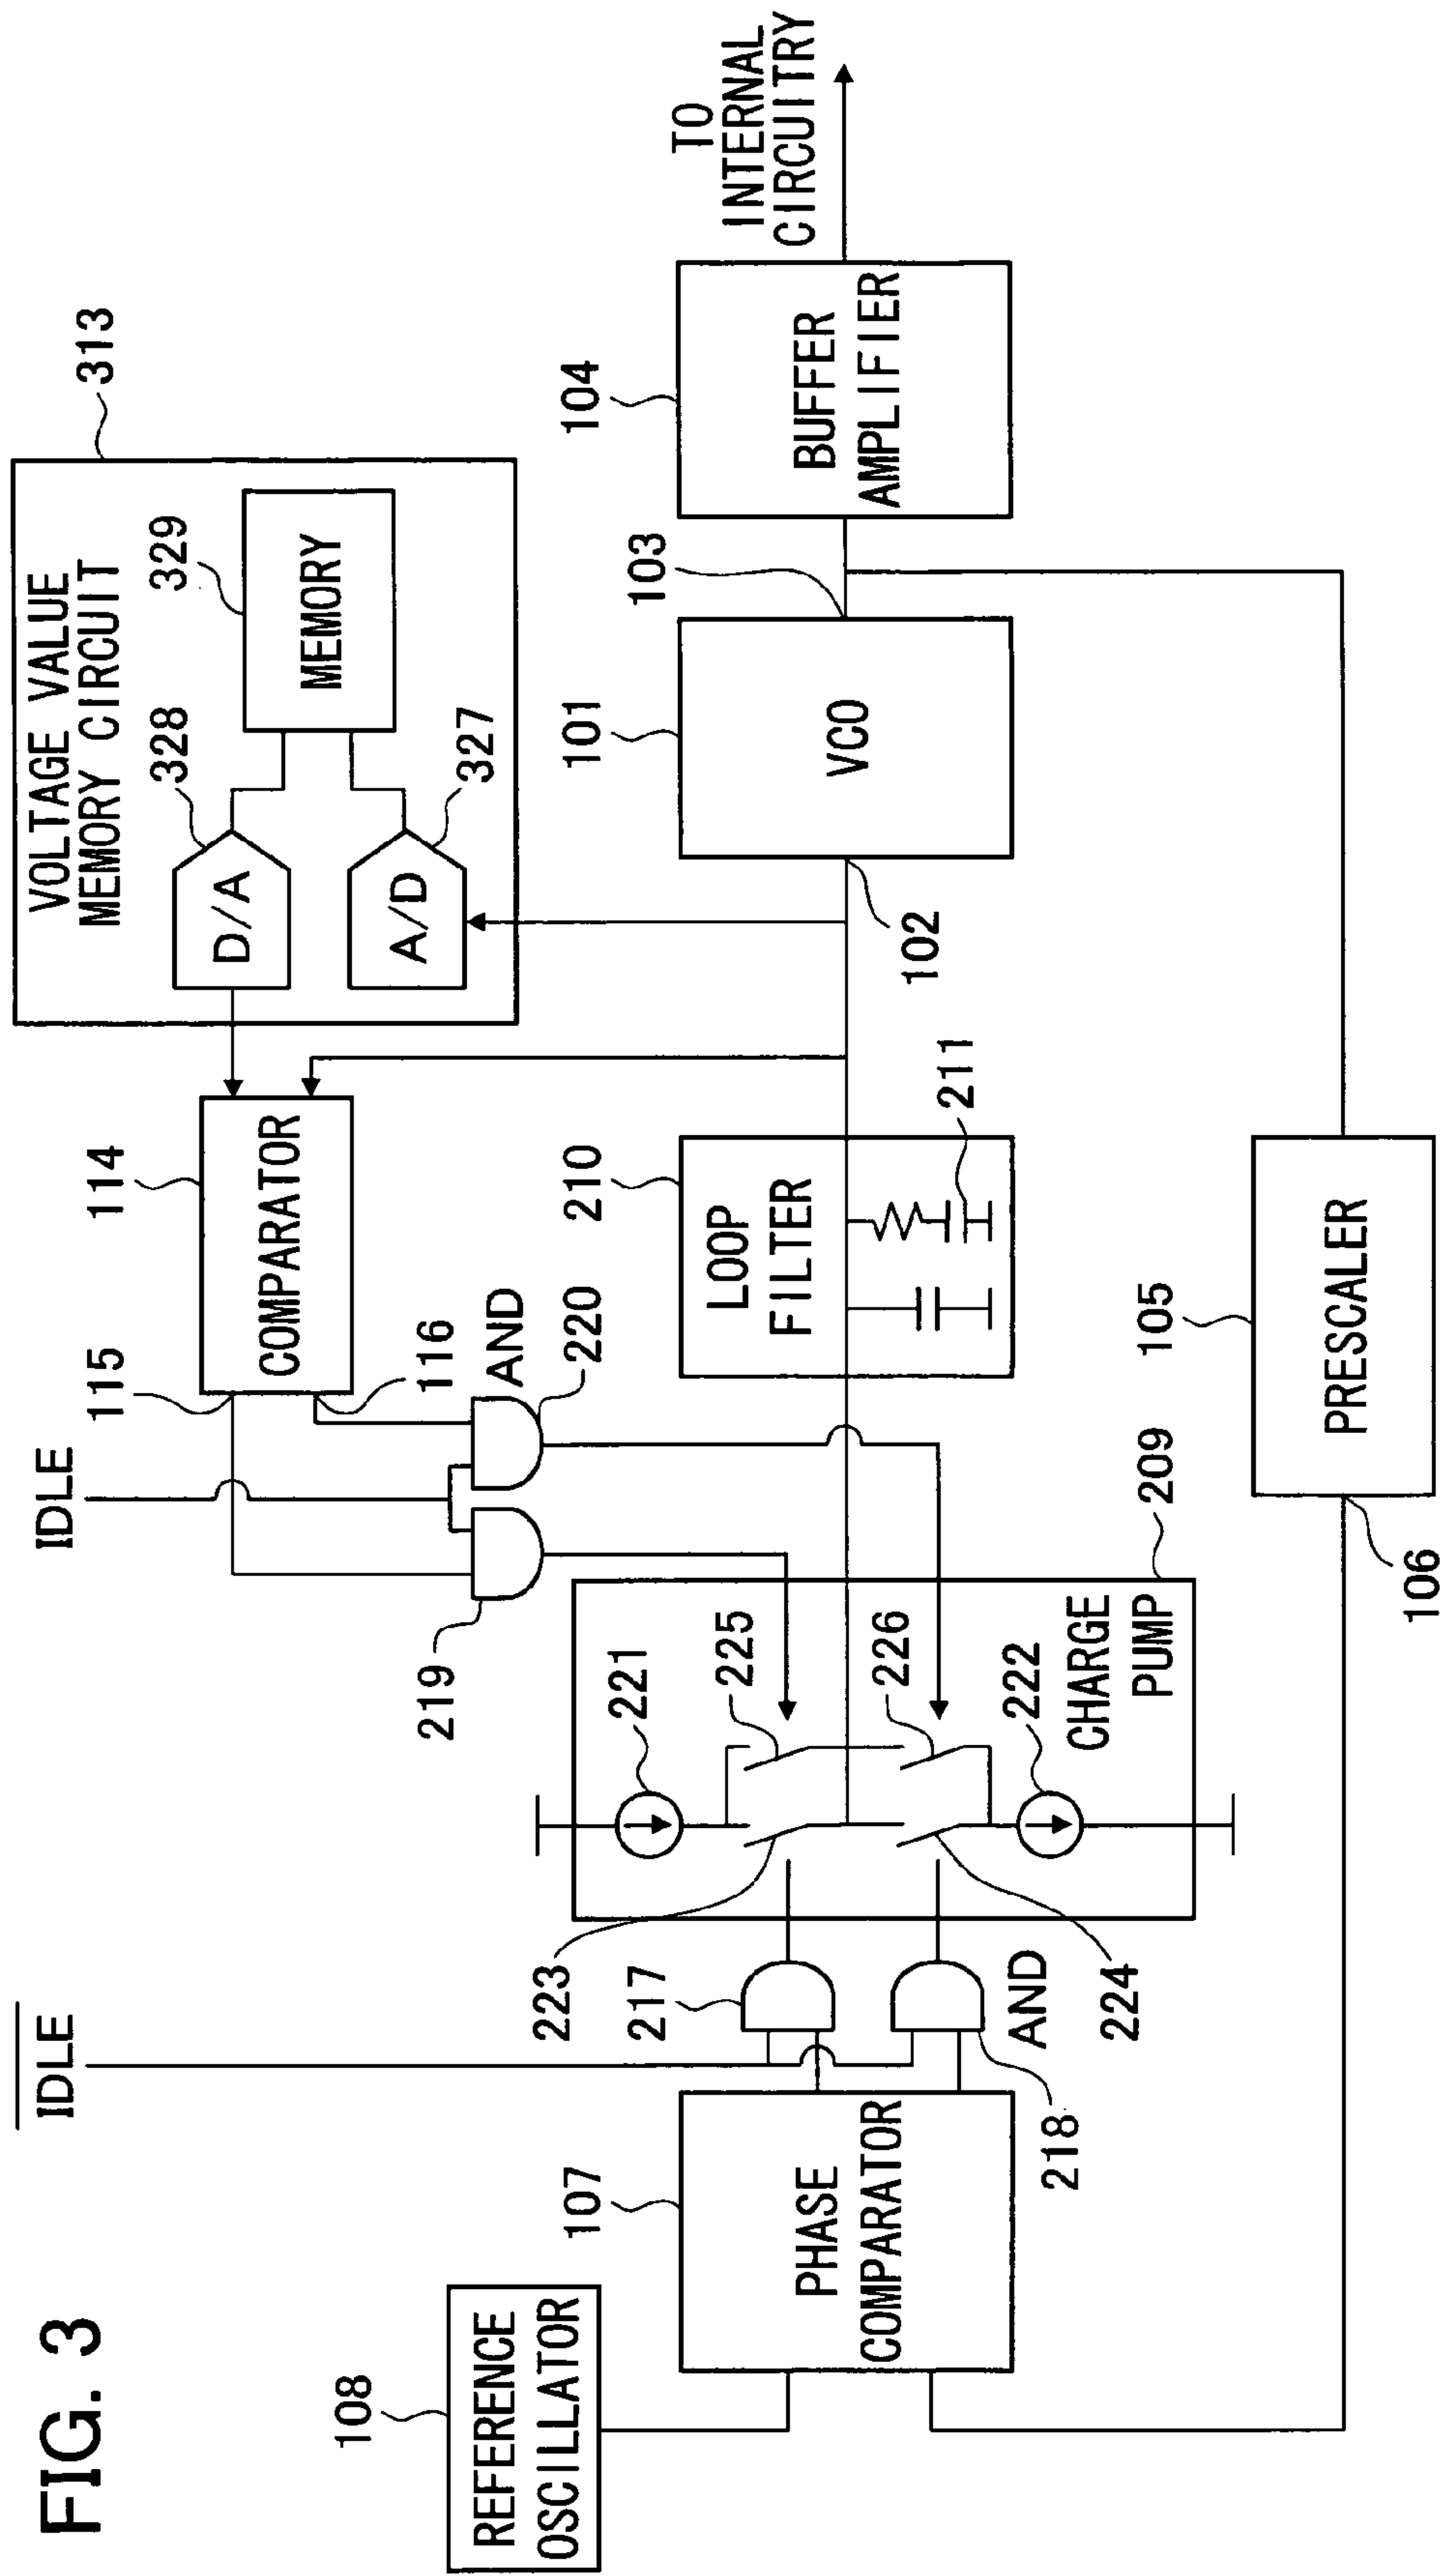 FIG. 3
IDLE
IDLE
VOLTAGE VALUE
MEMORY CIRCUIT
313
328
329
D/A
MEMORY
A/D
327
115
114
COMPARATOR
116
AND
219
220
108
REFERENCE
OSCILLATOR
107
PHASE
COMPARATOR
223
217
218
AND
224
221
225
226
222
CHARGE
PUMP
209
210
LOOP
FILTER
211
101
VCO
102
103
104
BUFFER
AMPLIFIER
TO
INTERNAL
CIRCUITRY
106
105
PRESCALER